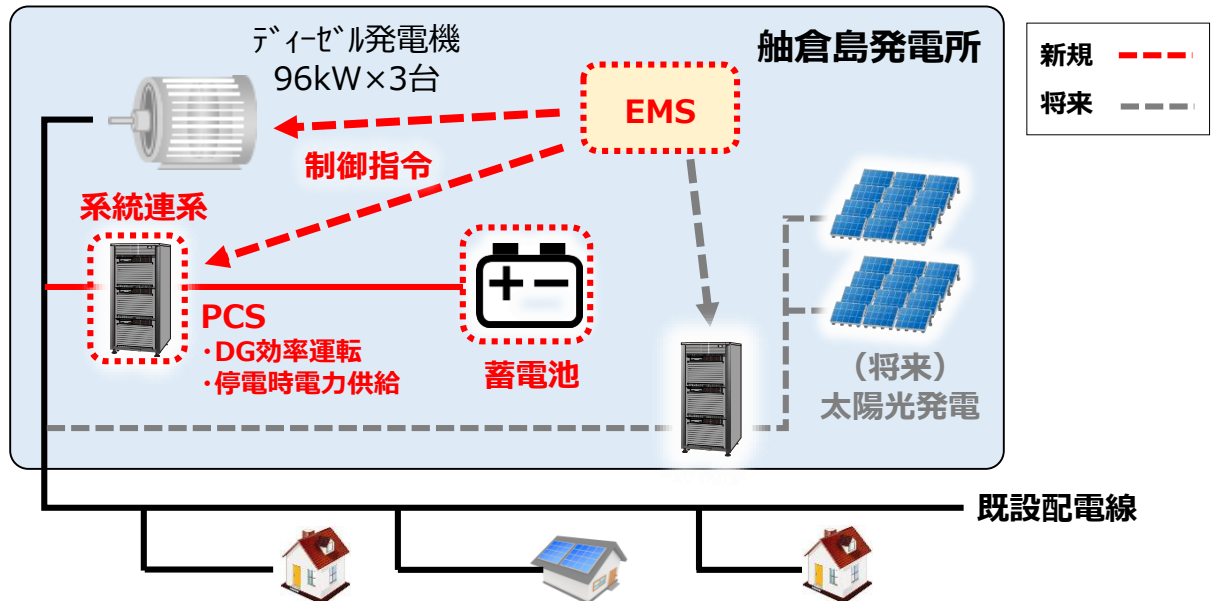 ﾃﾞｨｰｾﾞﾙ発電機
96kW×3台
舳倉島発電所
新規
将来
EMS
制御指令
系統連系
PCS
・DG効率運転
・停電時電力供給
蓄電池
（将来）
太陽光発電
既設配電線